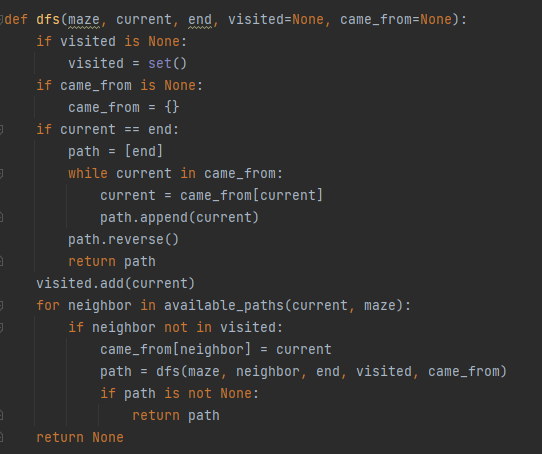 def dfs(maze, current, end, visited=None, came_from=None):
    if visited is None:
        visited = set()
    if came_from is None:
        came_from = {}
    if current == end:
        path = [end]
        while current in came_from:
            current = came_from[current]
            path.append(current)
        path.reverse()
        return path
    visited.add(current)
    for neighbor in available_paths(current, maze):
        if neighbor not in visited:
            came_from[neighbor] = current
            path = dfs(maze, neighbor, end, visited, came_from)
            if path is not None:
                return path
    return None